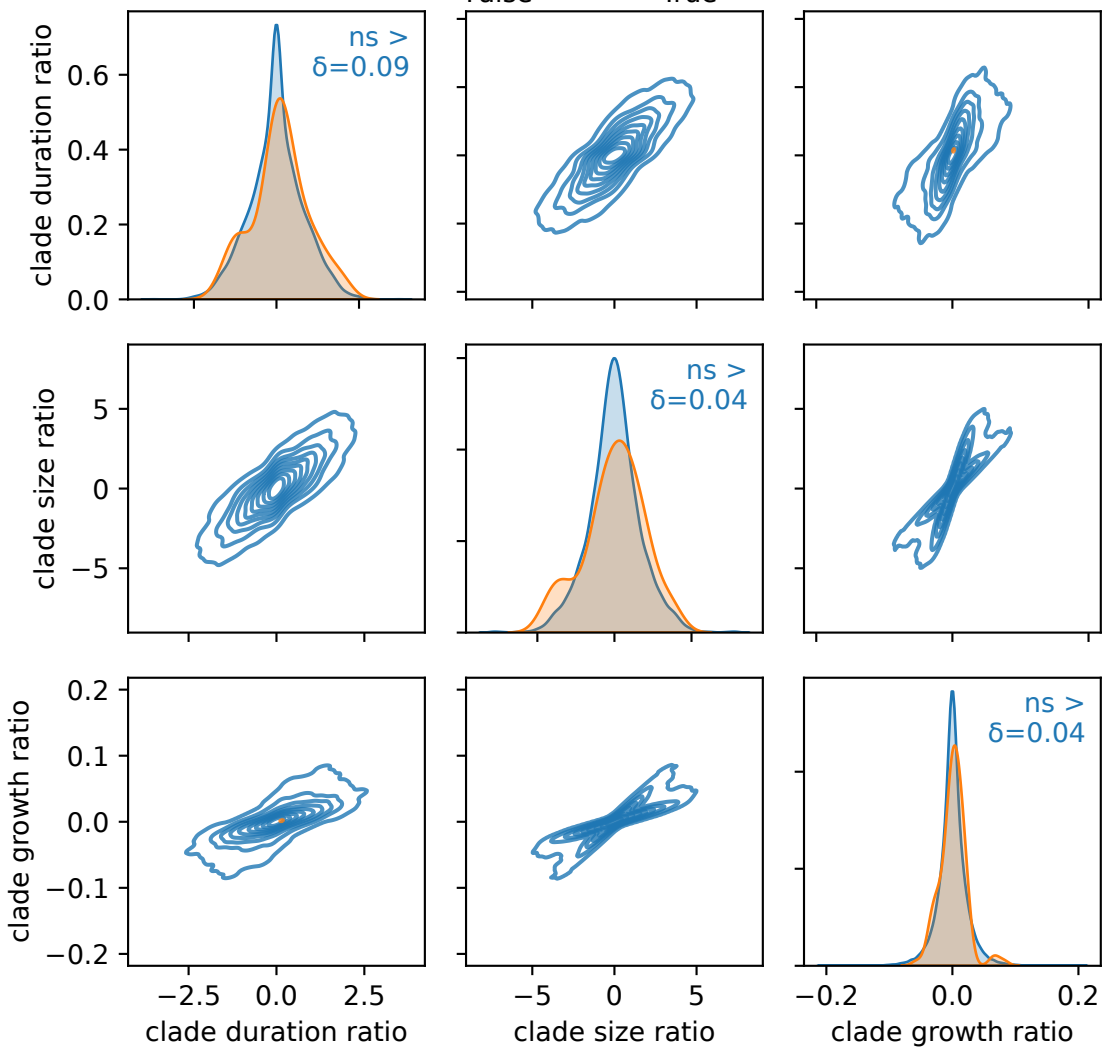 False True
clade duration ratio
0.6
0.4
0.2
0.0
ns >
δ=0.09
clade size ratio
5
0
−5
ns >
δ=0.04
clade growth ratio
0.2
0.1
0.0
−0.1
−0.2
ns >
δ=0.04
−2.5 0.0 2.5
−5 0 5
−0.2 0.0 0.2
clade duration ratio
clade size ratio
clade growth ratio